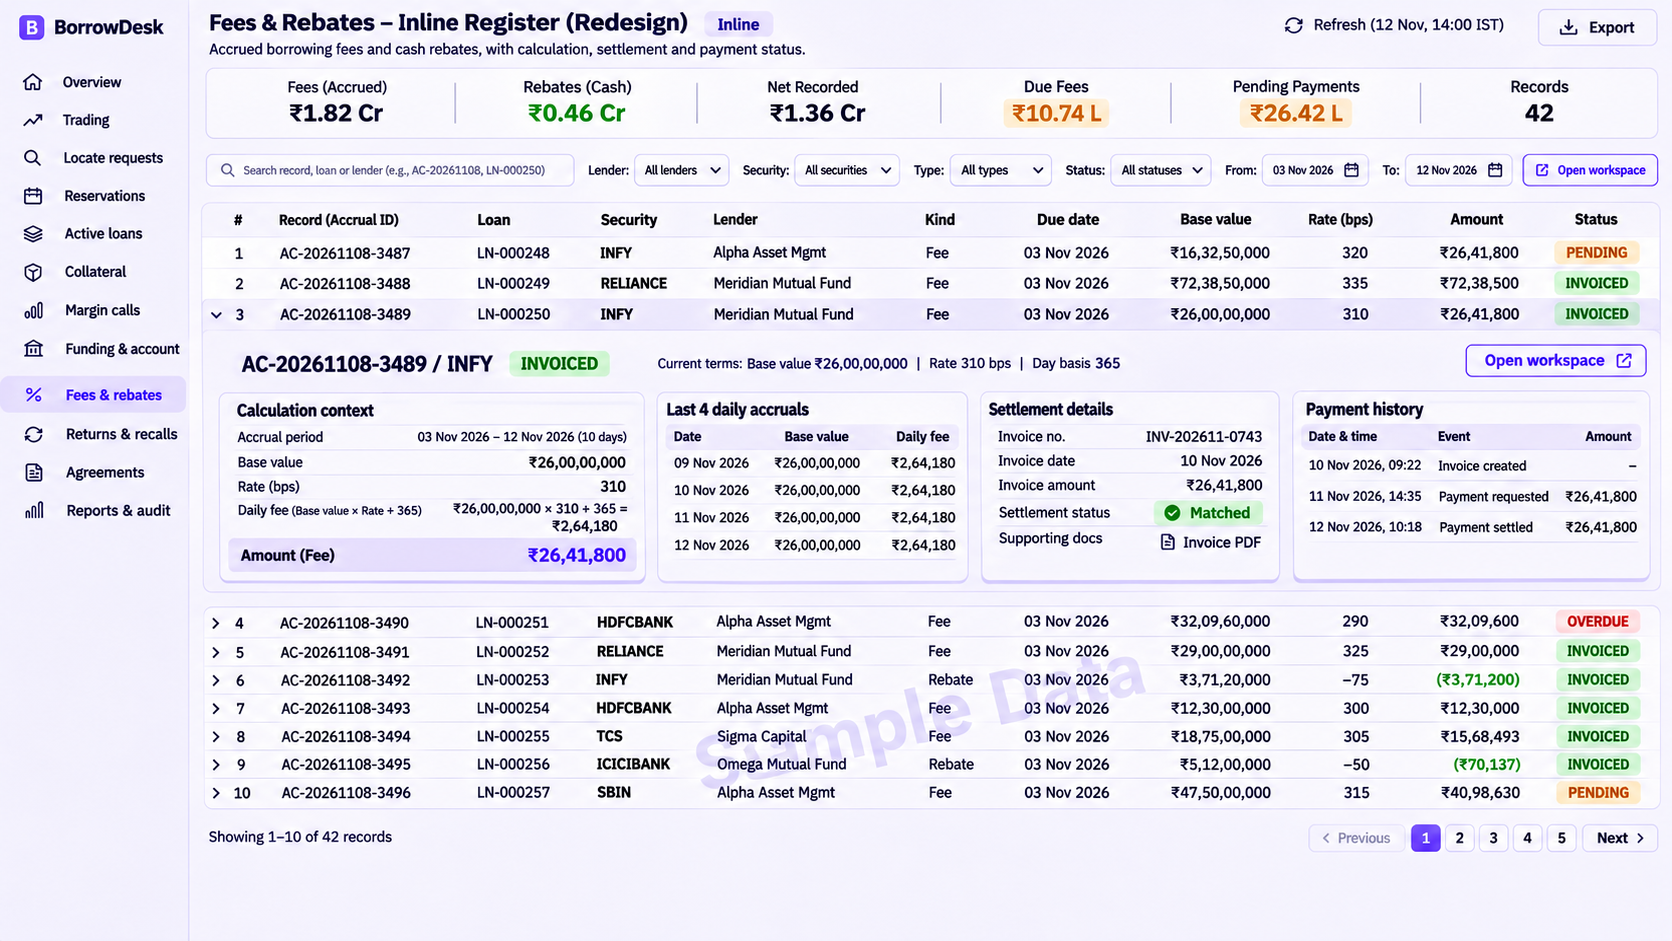 B BorrowDesk
Overview
Trading
Locate requests
Reservations
Active loans
Collateral
Margin calls
Funding & account
Fees & rebates
Returns & recalls
Agreements
Reports & audit
Fees & Rebates – Inline Register (Redesign) Inline
Accrued borrowing fees and cash rebates, with calculation, settlement and payment status.
Refresh (12 Nov, 14:00 IST) Export
Fees (Accrued) Rebates (Cash) Net Recorded Due Fees Pending Payments Records
₹1.82 Cr ₹0.46 Cr ₹1.36 Cr ₹10.74 L ₹26.42 L 42
Search record, loan or lender (e.g., AC-20261108, LN-000250) Lender: All lenders Security: All securities Type: All types Status: All statuses From: 03 Nov 2026 To: 12 Nov 2026 Open workspace
# Record (Accrual ID) Loan Security Lender Kind Due date Base value Rate (bps) Amount Status
1 AC-20261108-3487 LN-000248 INFY Alpha Asset Mgmt Fee 03 Nov 2026 ₹16,32,50,000 320 ₹26,41,800 PENDING
2 AC-20261108-3488 LN-000249 RELIANCE Meridian Mutual Fund Fee 03 Nov 2026 ₹72,38,50,000 335 ₹72,38,500 INVOICED
3 AC-20261108-3489 LN-000250 INFY Meridian Mutual Fund Fee 03 Nov 2026 ₹26,00,00,000 310 ₹26,41,800 INVOICED
AC-20261108-3489 / INFY INVOICED Current terms: Base value ₹26,00,00,000 | Rate 310 bps | Day basis 365 Open workspace
Calculation context
Accrual period 03 Nov 2026 – 12 Nov 2026 (10 days)
Base value ₹26,00,00,000
Rate (bps) 310
Daily fee (Base value × Rate ÷ 365) ₹26,00,00,000 × 310 ÷ 365 =
₹2,64,180
Amount (Fee) ₹26,41,800
Last 4 daily accruals
Date Base value Daily fee
09 Nov 2026 ₹26,00,00,000 ₹2,64,180
10 Nov 2026 ₹26,00,00,000 ₹2,64,180
11 Nov 2026 ₹26,00,00,000 ₹2,64,180
12 Nov 2026 ₹26,00,00,000 ₹2,64,180
Settlement details
Invoice no. INV-202611-0743
Invoice date 10 Nov 2026
Invoice amount ₹26,41,800
Settlement status Matched
Supporting docs Invoice PDF
Payment history
Date & time Event Amount
10 Nov 2026, 09:22 Invoice created –
11 Nov 2026, 14:35 Payment requested ₹26,41,800
12 Nov 2026, 10:18 Payment settled ₹26,41,800
4 AC-20261108-3490 LN-000251 HDFCBANK Alpha Asset Mgmt Fee 03 Nov 2026 ₹32,09,60,000 290 ₹32,09,600 OVERDUE
5 AC-20261108-3491 LN-000252 RELIANCE Meridian Mutual Fund Fee 03 Nov 2026 ₹29,00,00,000 325 ₹29,00,000 INVOICED
6 AC-20261108-3492 LN-000253 INFY Meridian Mutual Fund Rebate 03 Nov 2026 ₹3,71,20,000 –75 (₹3,71,200) INVOICED
7 AC-20261108-3493 LN-000254 HDFCBANK Alpha Asset Mgmt Fee 03 Nov 2026 ₹12,30,00,000 300 ₹12,30,000 INVOICED
8 AC-20261108-3494 LN-000255 TCS Sigma Capital Fee 03 Nov 2026 ₹18,75,00,000 305 ₹15,68,493 INVOICED
9 AC-20261108-3495 LN-000256 ICICIBANK Omega Mutual Fund Rebate 03 Nov 2026 ₹5,12,00,000 –50 (₹70,137) INVOICED
10 AC-20261108-3496 LN-000257 SBIN Alpha Asset Mgmt Fee 03 Nov 2026 ₹47,50,00,000 315 ₹40,98,630 PENDING
Sample Data
Showing 1–10 of 42 records
Previous 1 2 3 4 5 Next